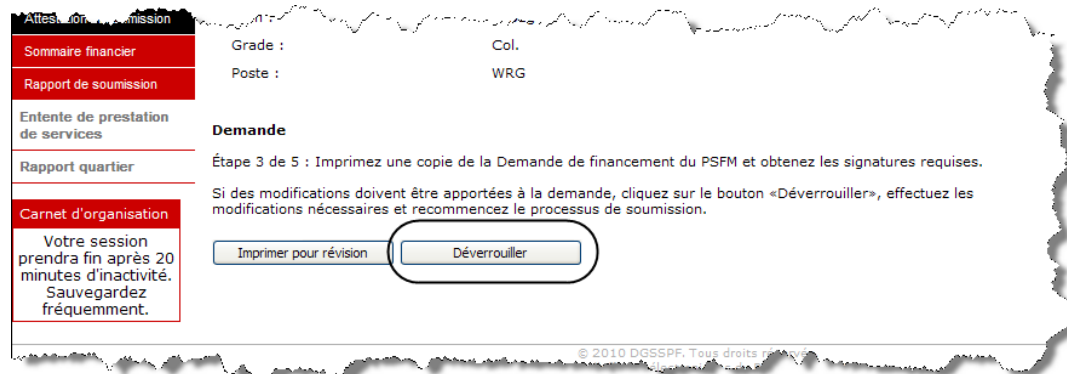 Sommaire financier
Rapport de soumission
Entente de prestation
de services
Rapport quartier
Carnet d'organisation
Votre session
prendra fin après 20
minutes d'inactivité.
Sauvegardez
fréquemment.
Grade : Col.
Poste : WRG
Demande
Étape 3 de 5 : Imprimez une copie de la Demande de financement du PSFM et obtenez les signatures requises.
Si des modifications doivent être apportées à la demande, cliquez sur le bouton «Déverrouiller», effectuez les
modifications nécessaires et recommencez le processus de soumission.
Imprimer pour révision Déverrouiller
© 2010 DGSSPF. Tous droits